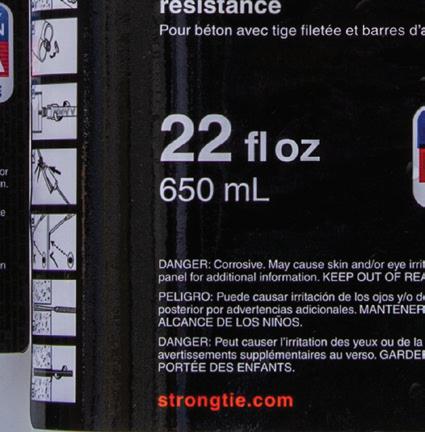 resistance
Pour béton avec tige filetée et barres d'a
22 fl oz
650 mL
DANGER: Corrosive. May cause skin and/or eye irrit
panel for additional information. KEEP OUT OF REA
PELIGRO: Puede causar irritación de los ojos y/o de
posterior por advertencias adicionales. MANTENER
ALCANCE DE LOS NIÑOS.
DANGER: Peut causer l'irritation des yeux ou de la
avertissements supplémentaires au verso. GARDE
PORTÉE DES ENFANTS.
strongtie.com